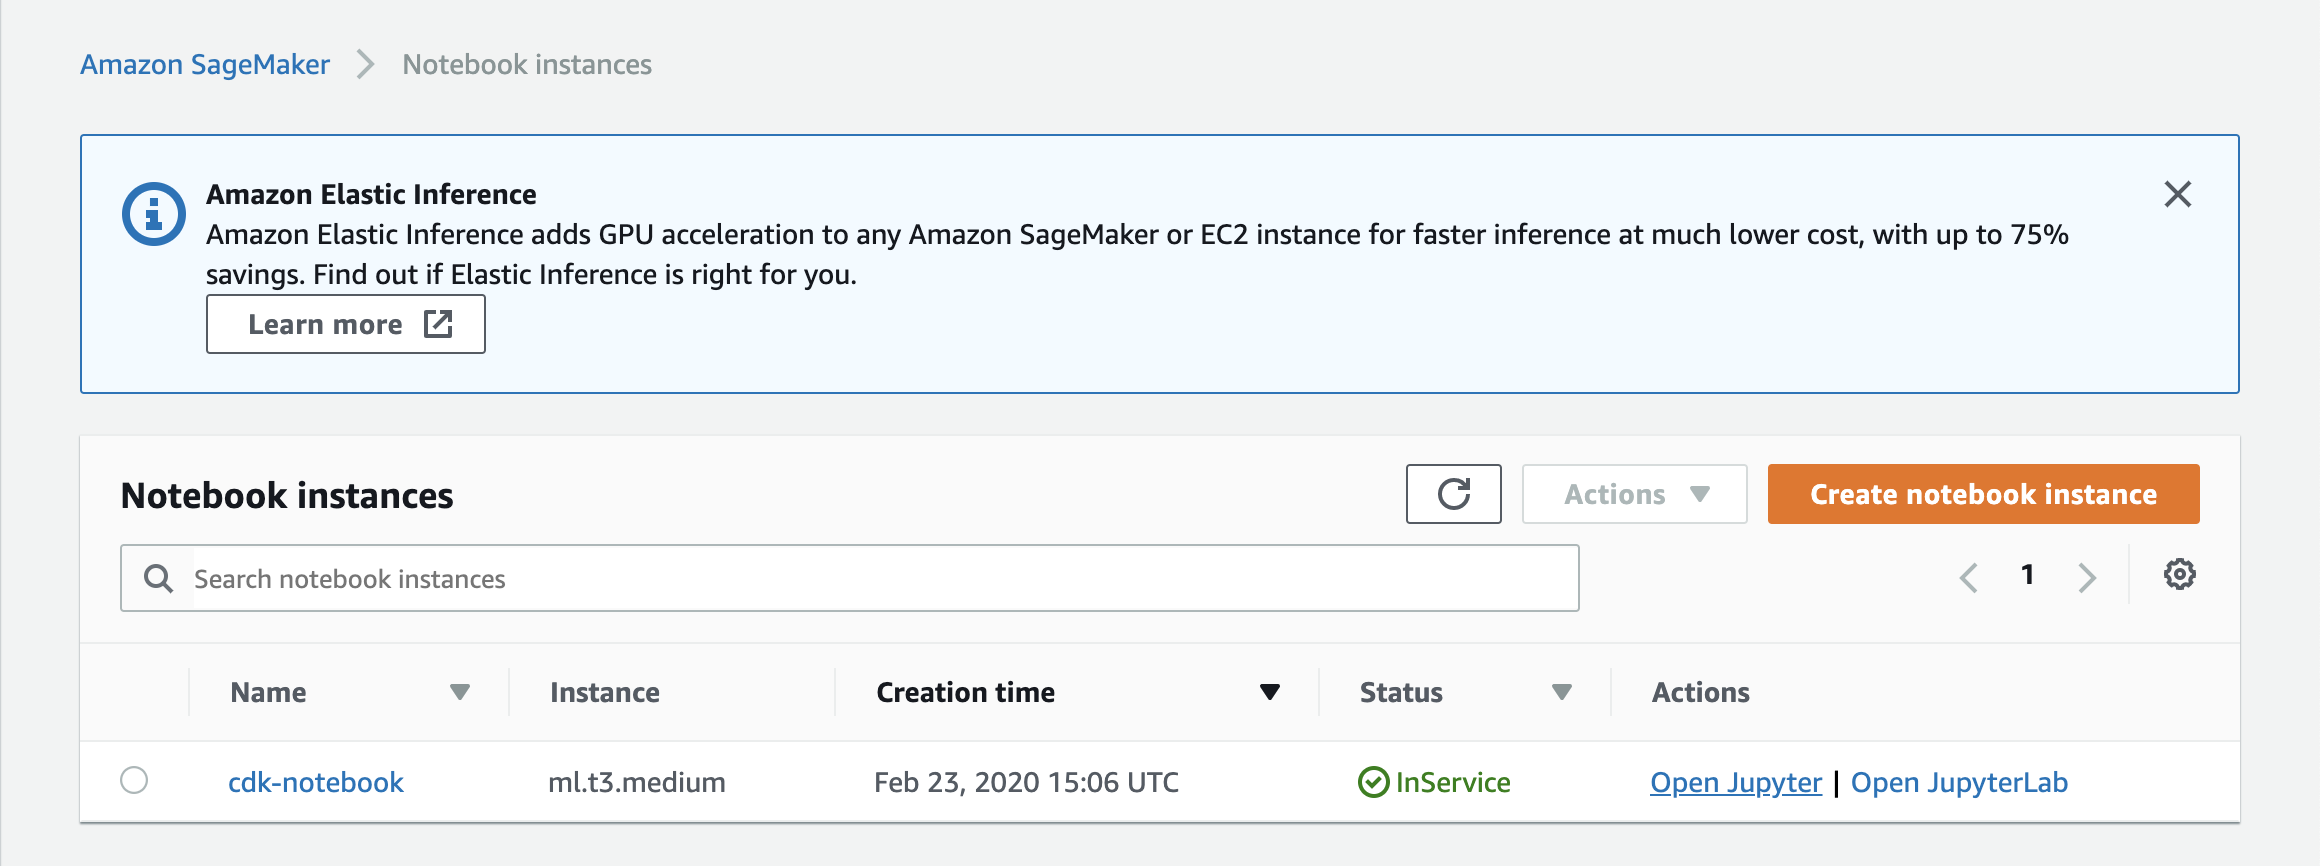 Amazon SageMaker Notebook instances
Amazon Elastic Inference
Amazon Elastic Inference adds GPU acceleration to any Amazon SageMaker or EC2 instance for faster inference at much lower cost, with up to 75%
savings. Find out if Elastic Inference is right for you.
Learn more
Notebook instances Actions Create notebook instance
Search notebook instances 1
Name Instance Creation time Status Actions
cdk-notebook ml.t3.medium Feb 23, 2020 15:06 UTC InService Open Jupyter | Open JupyterLab